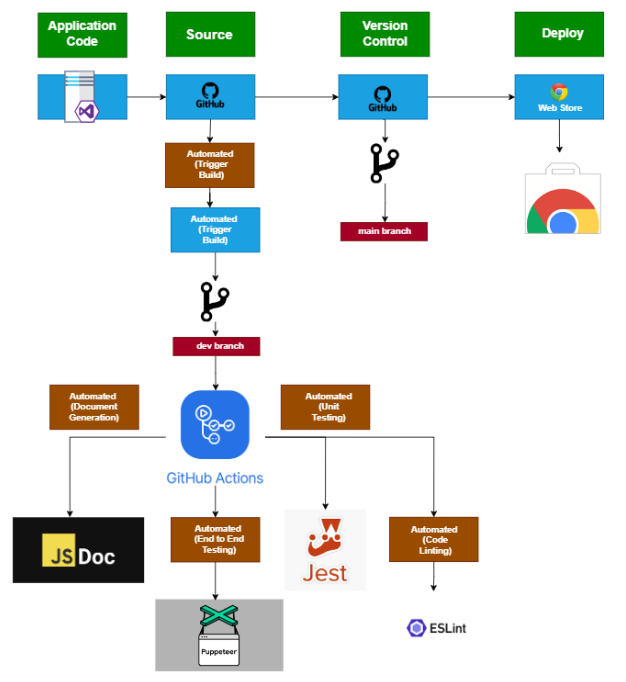 Application
Code
Source
Version
Control
Deploy
GitHub
GitHub
Web Store
Automated
(Trigger
Build)
Automated
(Trigger
Build)
main branch
dev branch
Automated
(Document
Generation)
Automated
(Unit
Testing)
GitHub Actions
JS Doc
Automated
(End to End
Testing)
Jest
Automated
(Code
Linting)
Puppeteer
ESLint